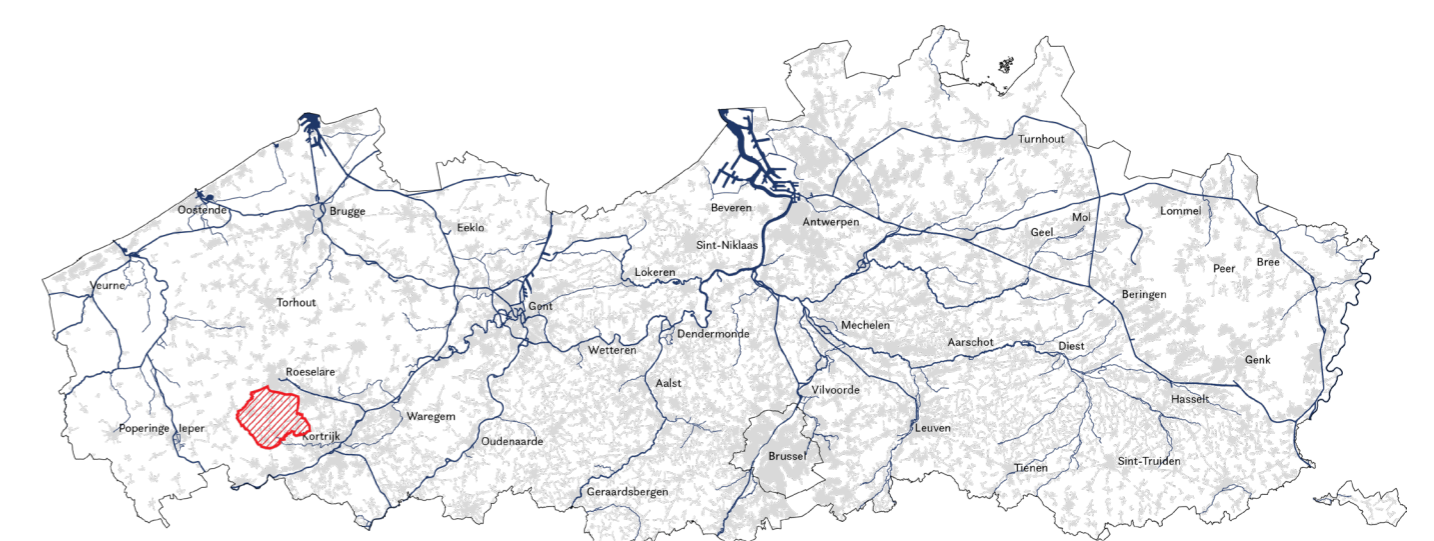 Turnhout
Oostende
Brugge
Beveren
Antwerpen
Mol
Lommel
Eeklo
Geel
Sint-Niklaas
Peer
Bree
Lokeren
Veurne
Beringen
Torhout
Gent
Mechelen
Dendermonde
Aarschot
Diest
Wetteren
Genk
Roeselare
Aalst
Vilvoorde
Hasselt
Waregem
Poperinge
Ieper
Kortrijk
Oudenaarde
Leuven
Brussel
Sint-Truiden
Tienen
Geraardsbergen